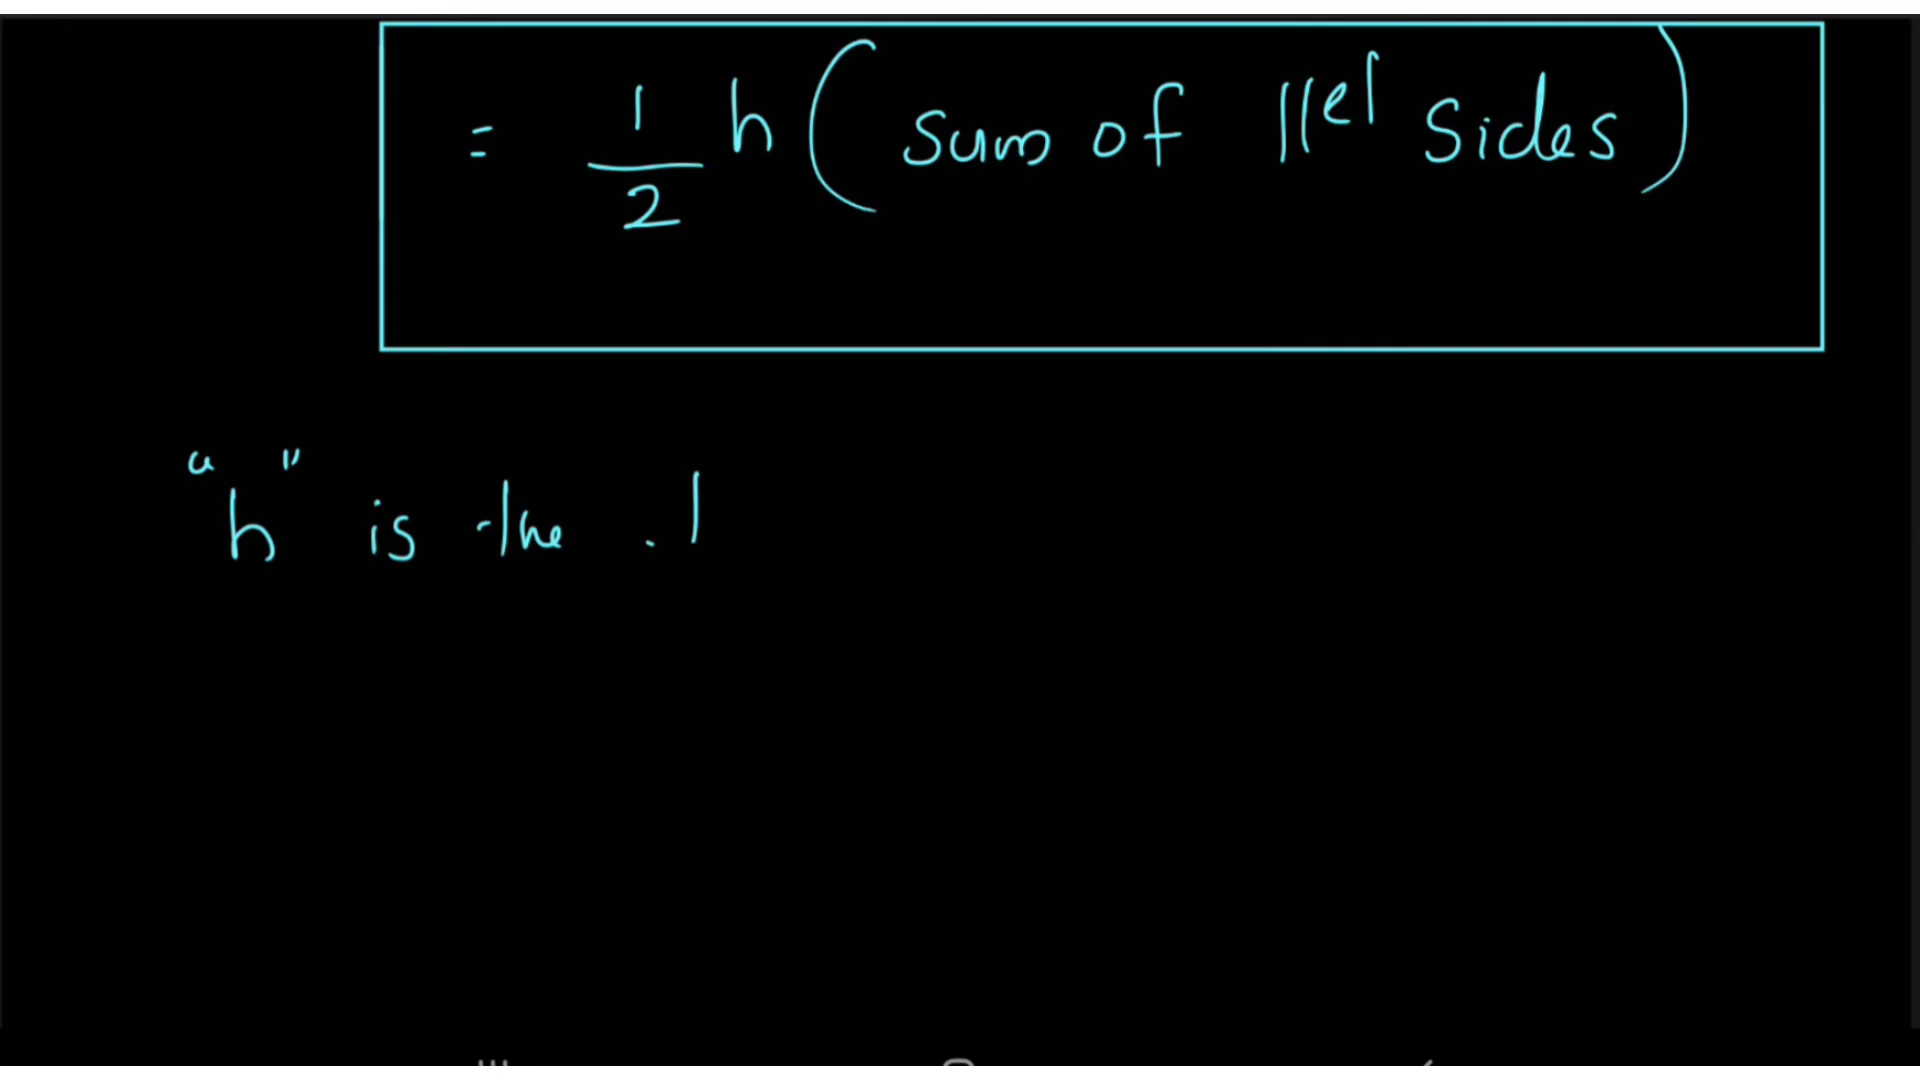 = 1/2 h ( Sum of ||el Sides )
"h" is the